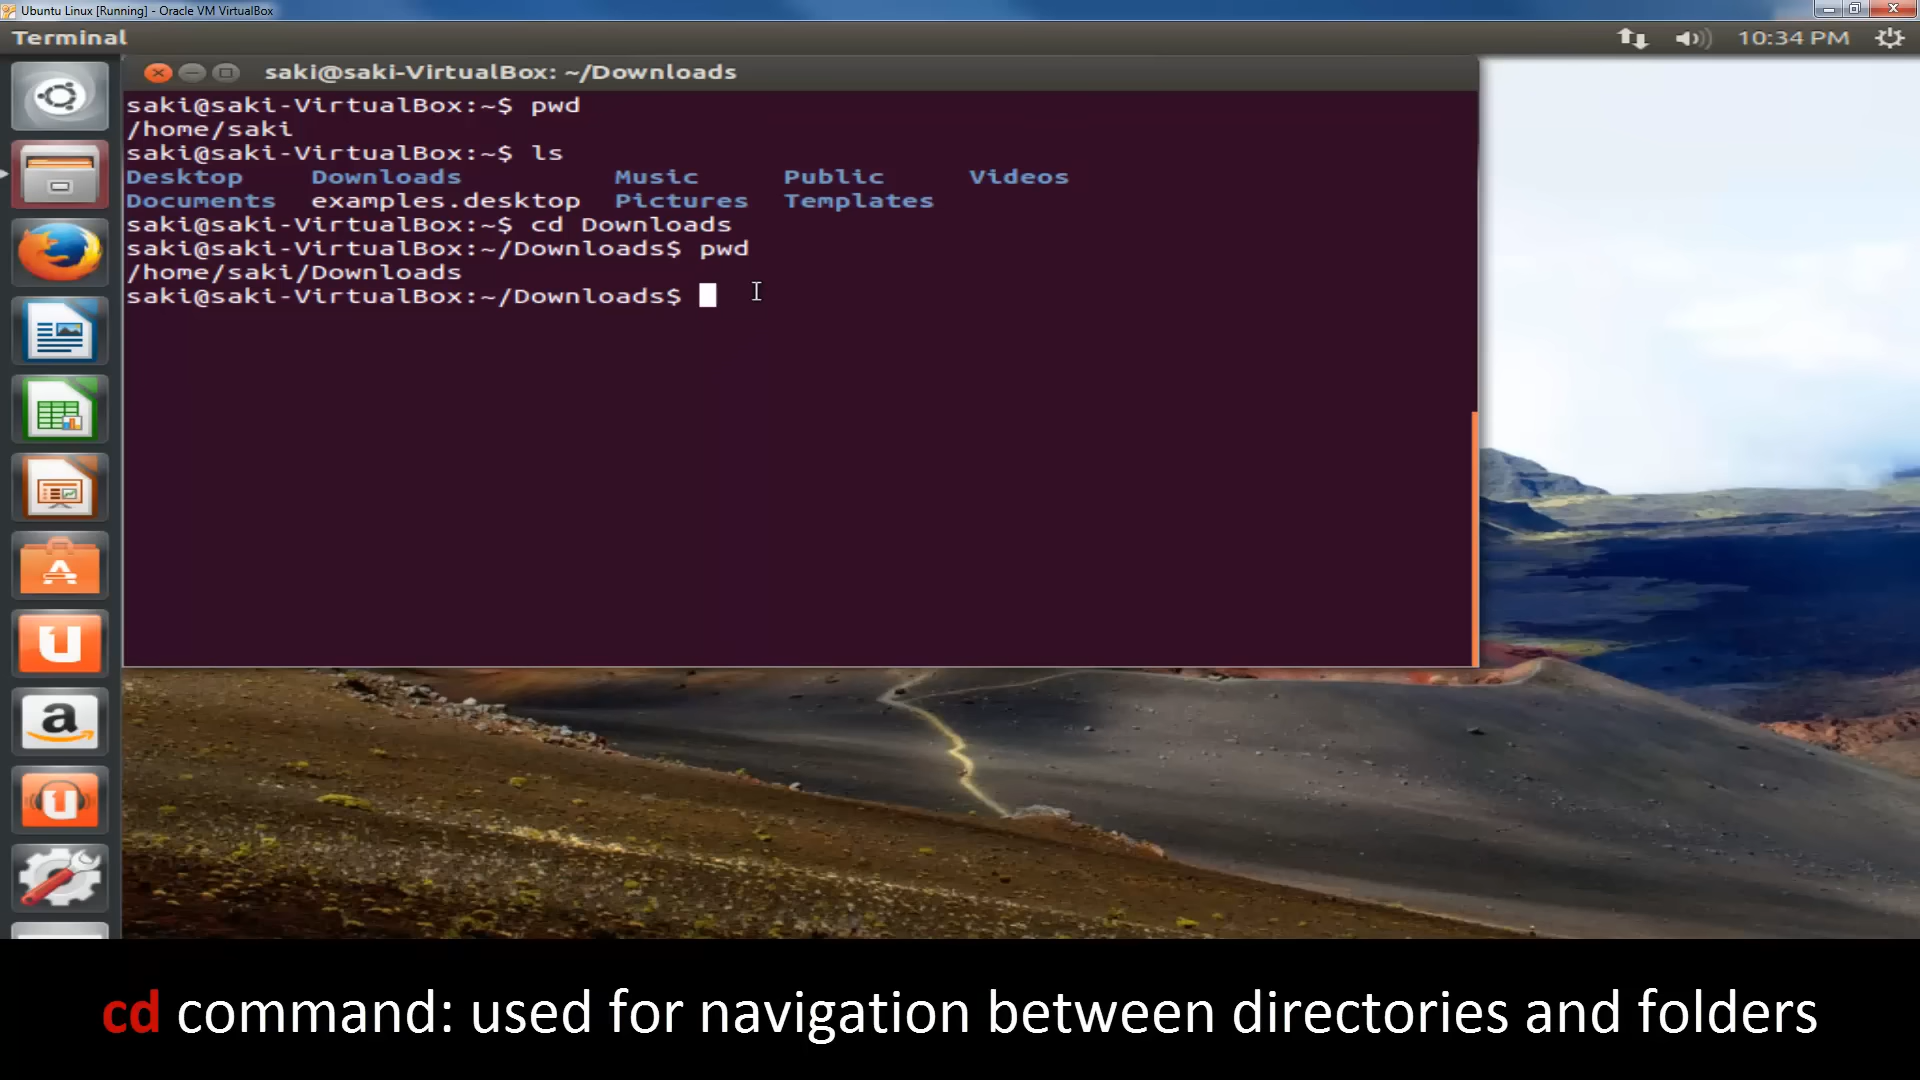 Ubuntu Linux [Running] - Oracle VM VirtualBox
Terminal
10:34 PM
saki@saki-VirtualBox: ~/Downloads
saki@saki-VirtualBox:~$ pwd
/home/saki
saki@saki-VirtualBox:~$ ls
Desktop Downloads Music Public Videos
Documents examples.desktop Pictures Templates
saki@saki-VirtualBox:~$ cd Downloads
saki@saki-VirtualBox:~/Downloads$ pwd
/home/saki/Downloads
saki@saki-VirtualBox:~/Downloads$
cd command: used for navigation between directories and folders